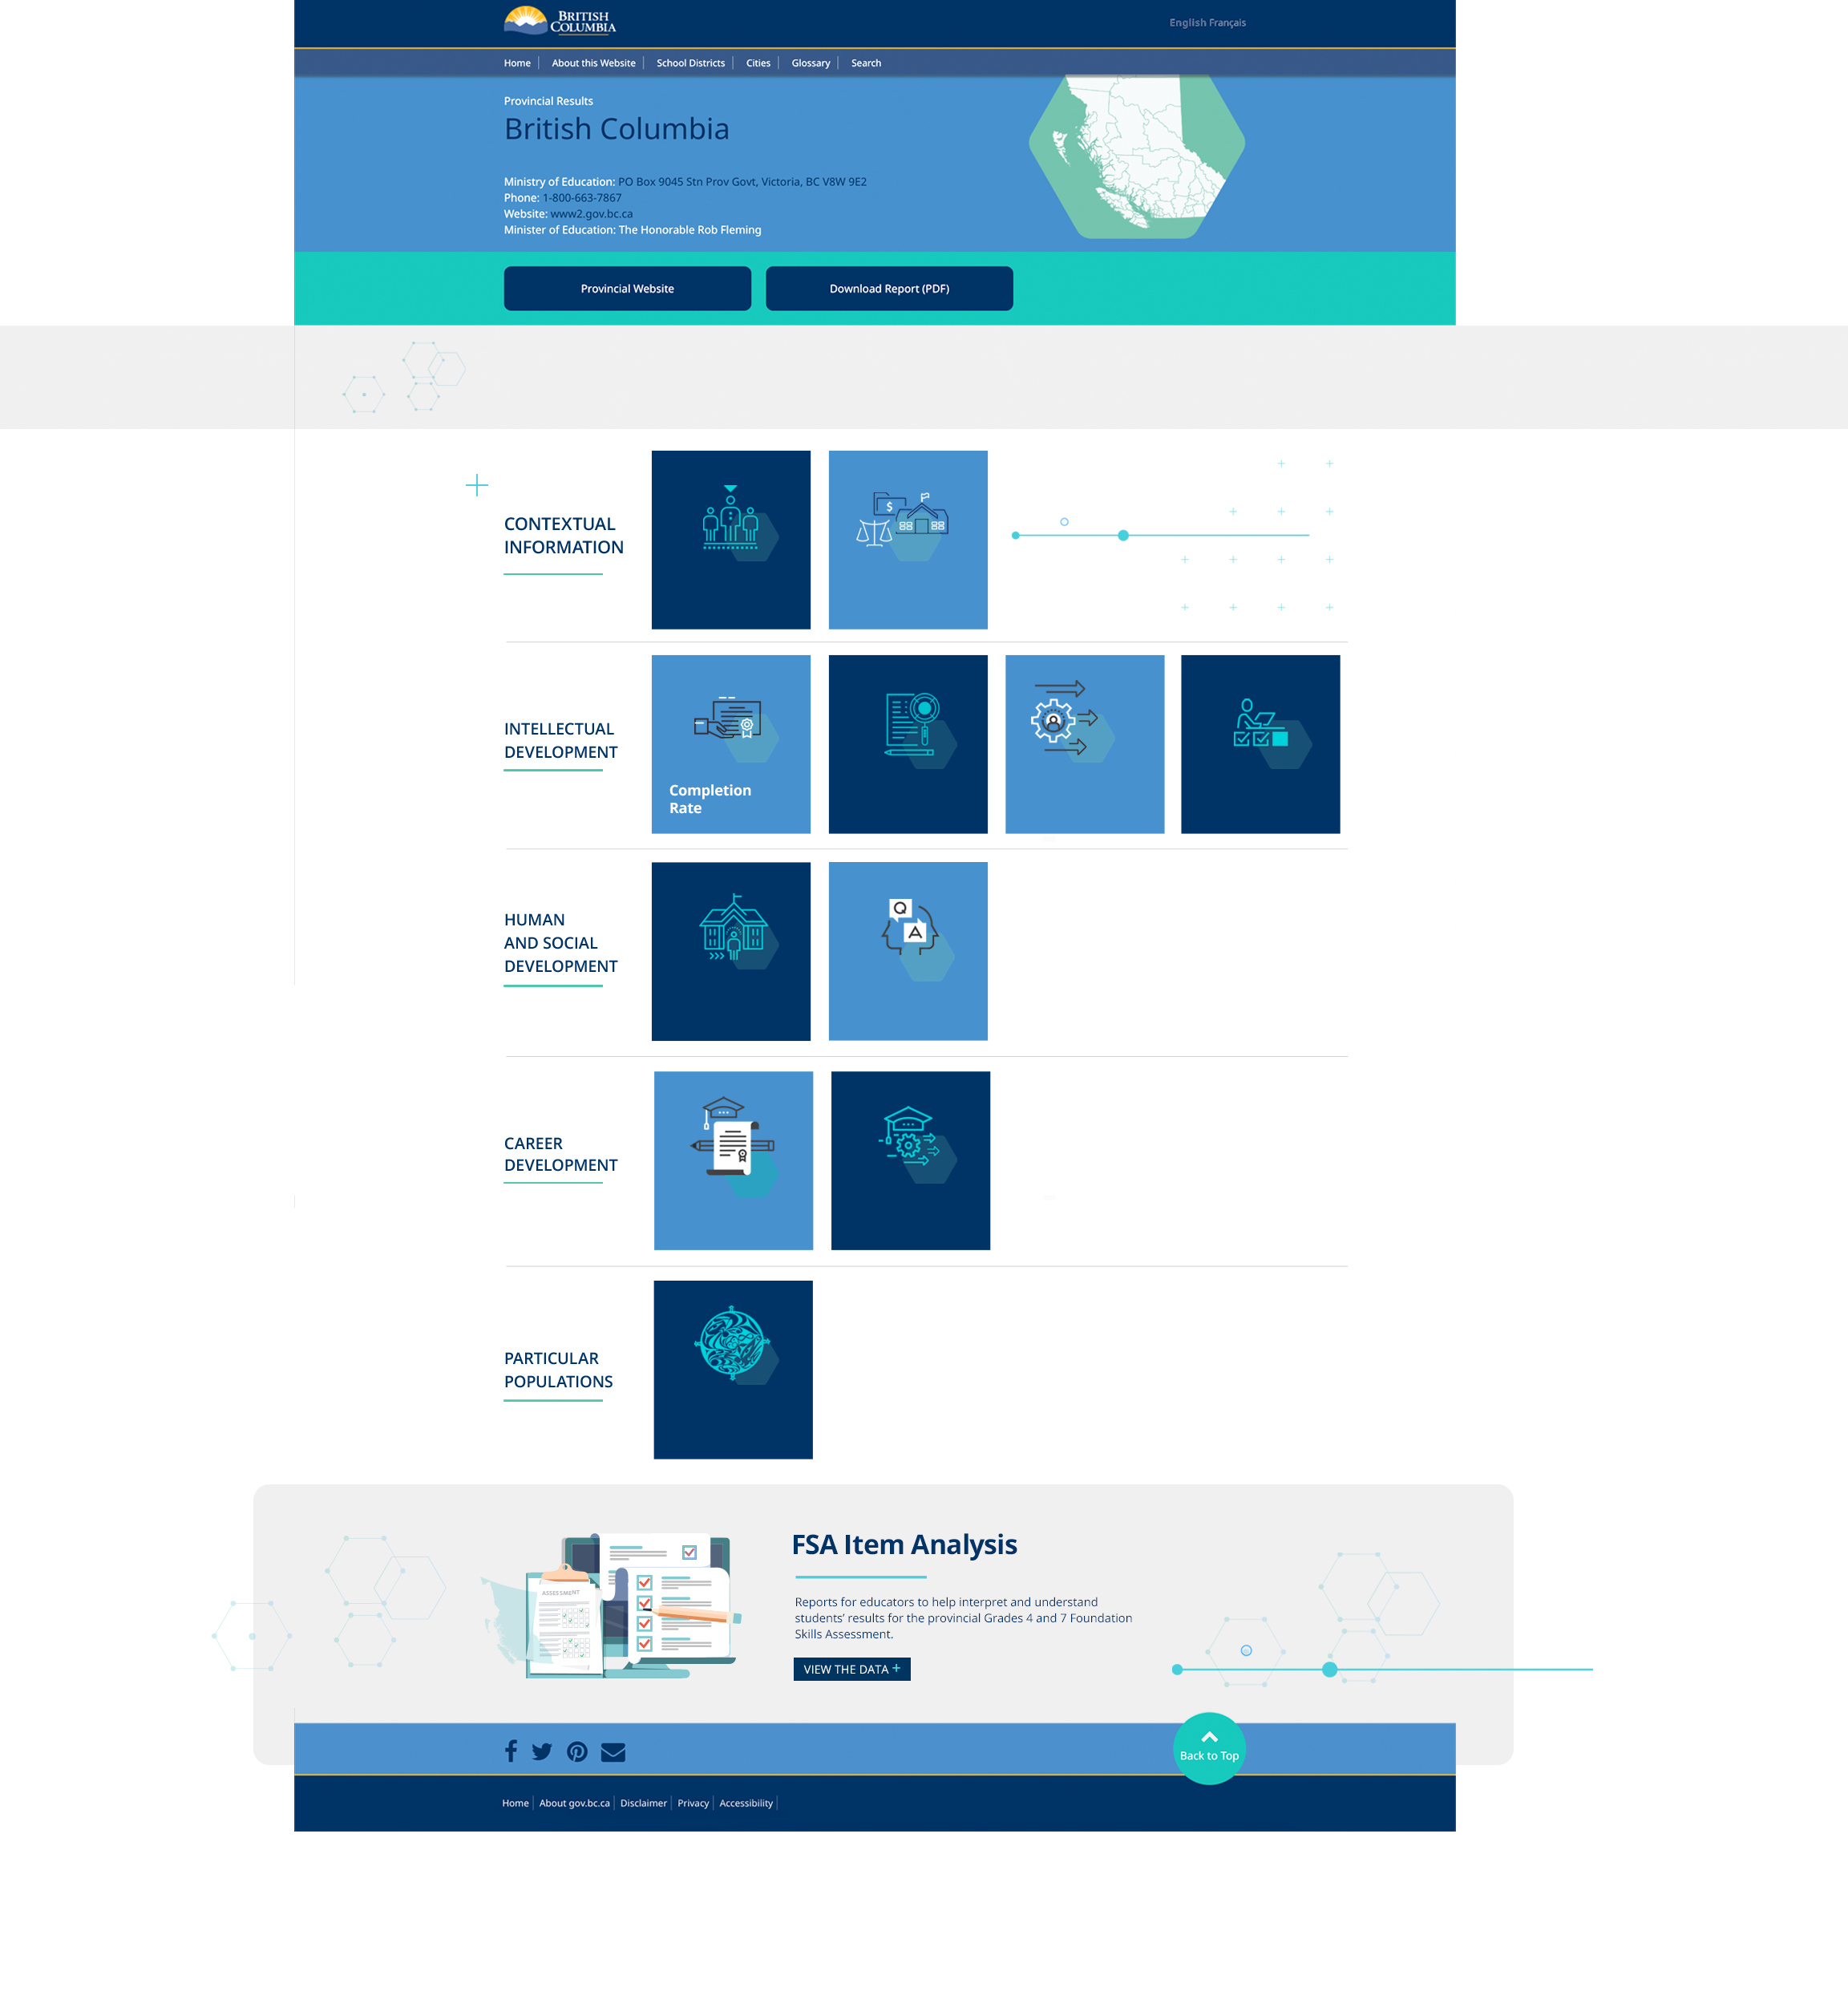 BRITISH
COLUMBIA
English Français
Home
About this Website
School Districts
Cities
Glossary
Search
Provincial Results
British Columbia
Ministry of Education: PO Box 9045 Stn Prov Govt, Victoria, BC V8W 9E2
Phone: 1-800-663-7867
Website: www2.gov.bc.ca
Minister of Education: The Honorable Rob Fleming
Provincial Website
Download Report (PDF)
CONTEXTUAL
INFORMATION
$
INTELLECTUAL
DEVELOPMENT
Completion
Rate
HUMAN
AND SOCIAL
DEVELOPMENT
Q
A
CAREER
DEVELOPMENT
PARTICULAR
POPULATIONS
FSA Item Analysis
ASSESSMENT
Reports for educators to help interpret and understand
students’ results for the provincial Grades 4 and 7 Foundation
Skills Assessment.
VIEW THE DATA +
Back to Top
Home
About gov.bc.ca
Disclaimer
Privacy
Accessibility